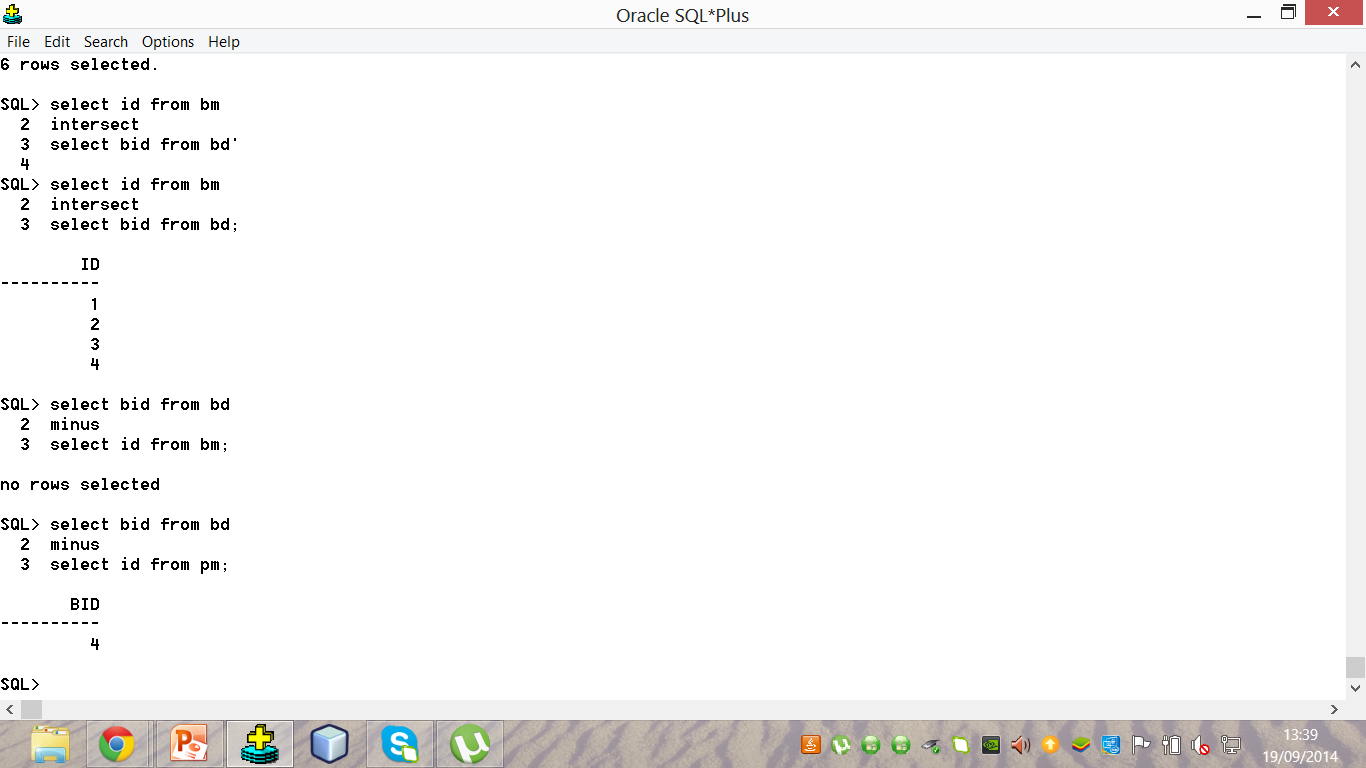 Oracle SQL*Plus
File Edit Search Options Help
6 rows selected.
SQL> select id from bm
2 intersect
3 select bid from bd'
4
SQL> select id from bm
2 intersect
3 select bid from bd;
ID
----------
1
2
3
4
SQL> select bid from bd
2 minus
3 select id from bm;
no rows selected
SQL> select bid from bd
2 minus
3 select id from pm;
BID
----------
4
SQL>
13:39
19/09/2014